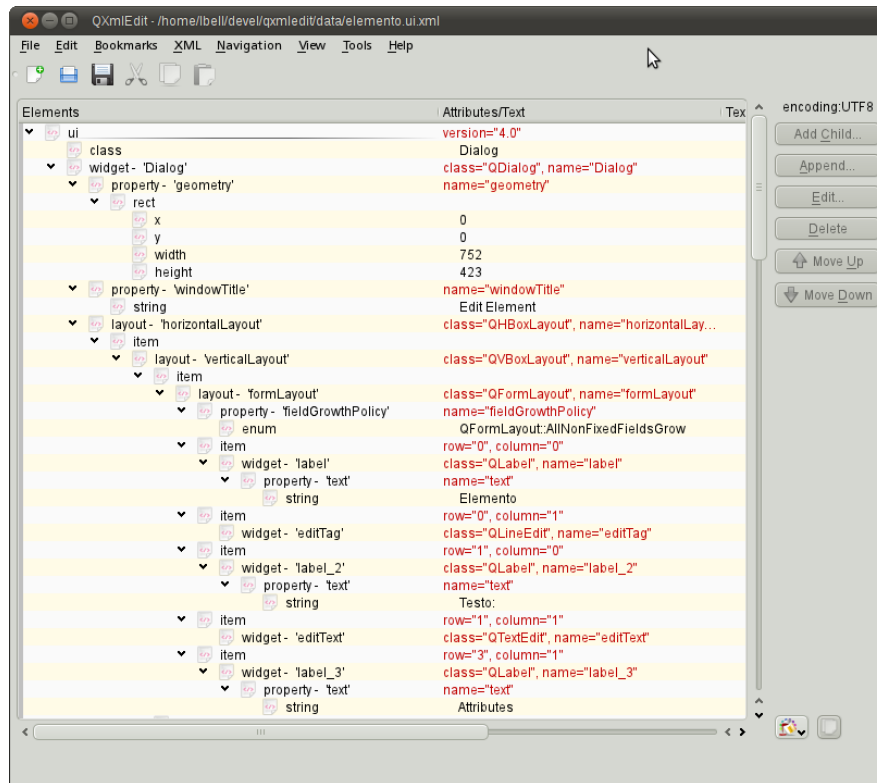 QXmlEdit - /home/lbell/devel/qxmledit/data/elemento.ui.xml
File Edit Bookmarks XML Navigation View Tools Help
Elements Attributes/Text Tex
encoding:UTF8
ui version="4.0"
Add Child...
class Dialog
widget - 'Dialog' class="QDialog", name="Dialog"
Append...
property - 'geometry' name="geometry"
rect
Edit...
x 0
y 0
Delete
width 752
height 423
Move Up
property - 'windowTitle' name="windowTitle"
Move Down
string Edit Element
layout - 'horizontalLayout' class="QHBoxLayout", name="horizontalLay...
item
layout - 'verticalLayout' class="QVBoxLayout", name="verticalLayout"
item
layout - 'formLayout' class="QFormLayout", name="formLayout"
property - 'fieldGrowthPolicy' name="fieldGrowthPolicy"
enum QFormLayout::AllNonFixedFieldsGrow
item row="0", column="0"
widget - 'label' class="QLabel", name="label"
property - 'text' name="text"
string Elemento
item row="0", column="1"
widget - 'editTag' class="QLineEdit", name="editTag"
item row="1", column="0"
widget - 'label_2' class="QLabel", name="label_2"
property - 'text' name="text"
string Testo:
item row="1", column="1"
widget - 'editText' class="QTextEdit", name="editText"
item row="3", column="1"
widget - 'label_3' class="QLabel", name="label_3"
property - 'text' name="text"
string Attributes